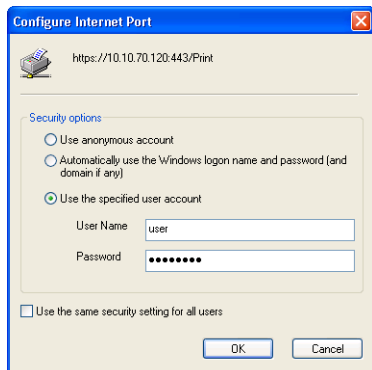 Configure Internet Port
https://10.10.70.120:443/Print
Security options
Use anonymous account
Automatically use the Windows logon name and password (and
domain if any)
Use the specified user account
User Name
user
Password
••••••••
Use the same security setting for all users
OK
Cancel